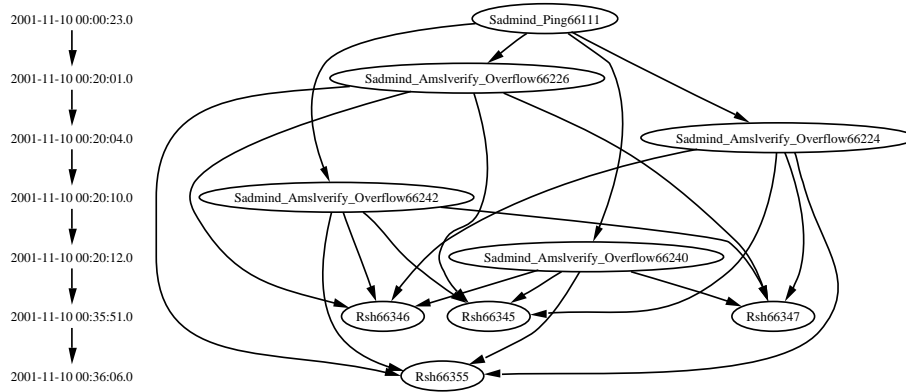 2001-11-10 00:00:23.0
Sadmind_Ping66111
2001-11-10 00:20:01.0
Sadmind_Amslverify_Overflow66226
2001-11-10 00:20:04.0
Sadmind_Amslverify_Overflow66224
2001-11-10 00:20:10.0
Sadmind_Amslverify_Overflow66242
2001-11-10 00:20:12.0
Sadmind_Amslverify_Overflow66240
2001-11-10 00:35:51.0
Rsh66346
Rsh66345
Rsh66347
2001-11-10 00:36:06.0
Rsh66355